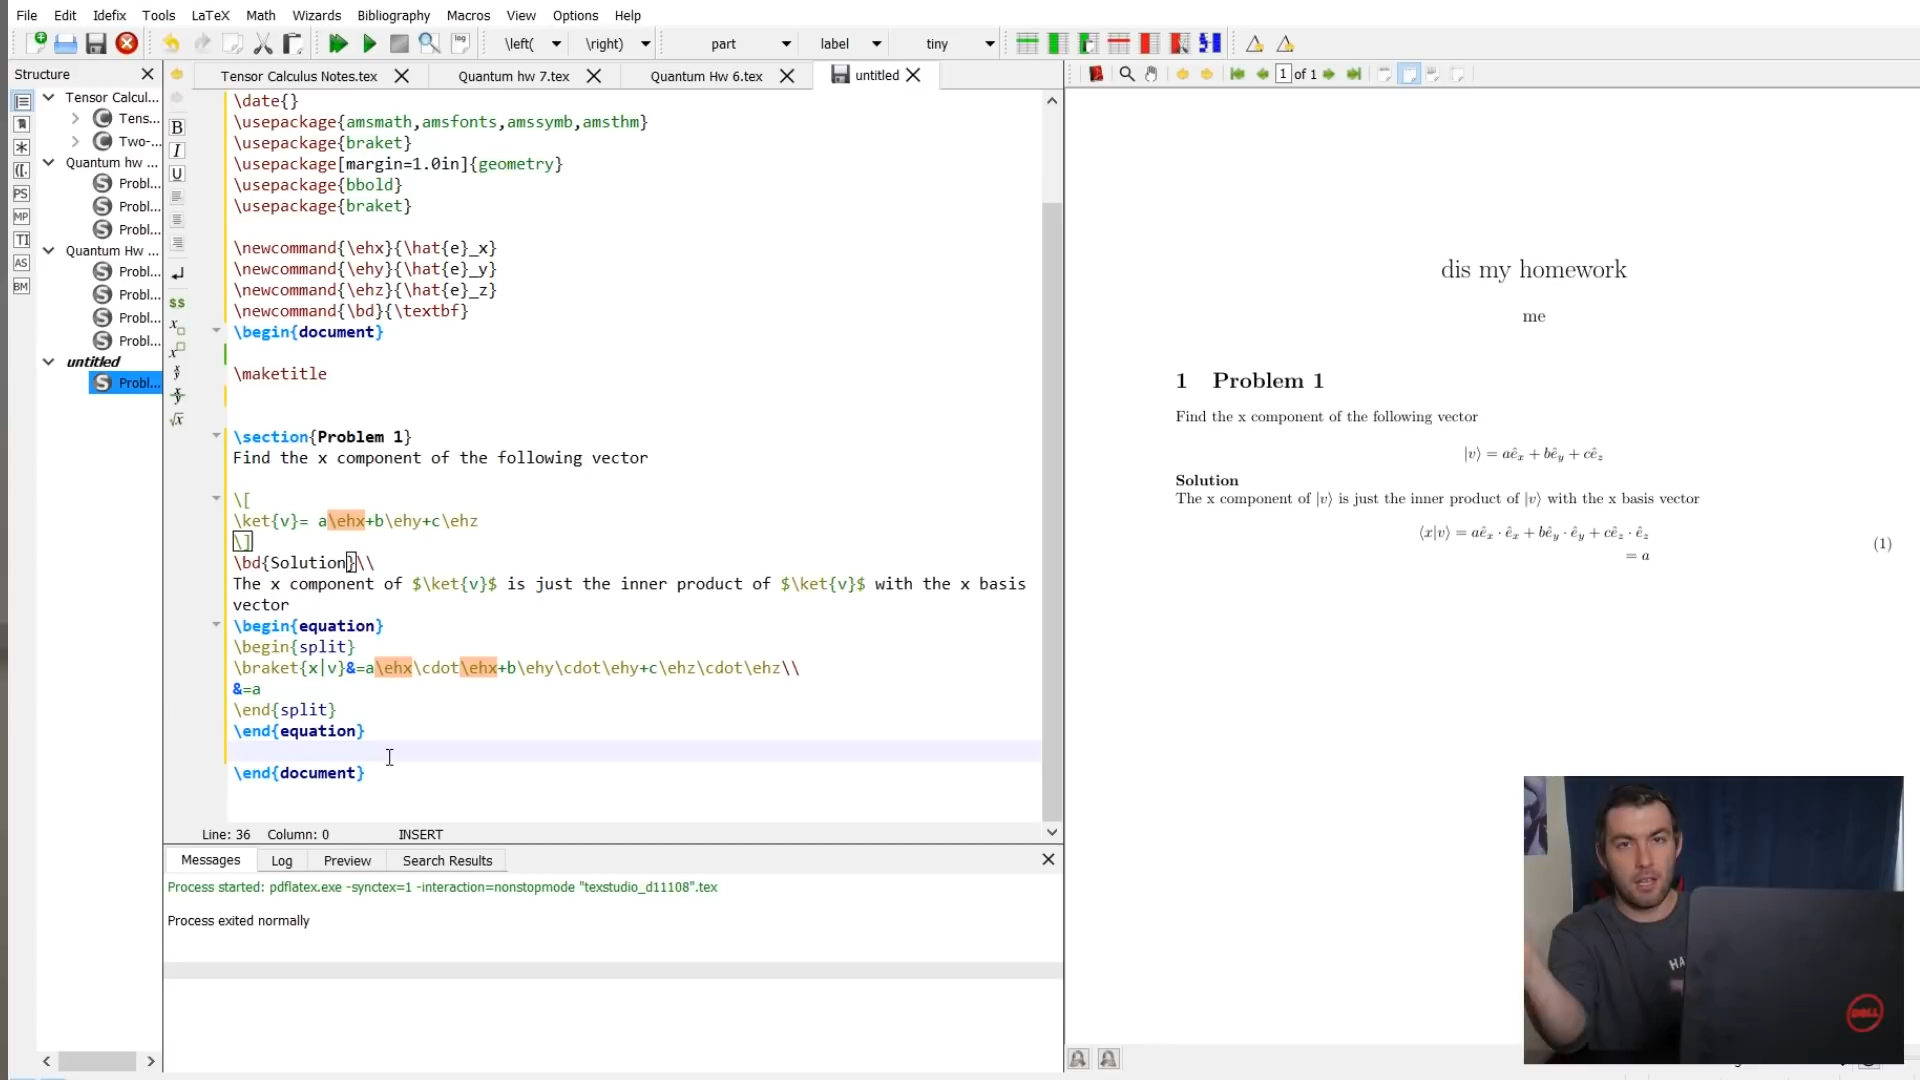 File Edit Idefix Tools LaTeX Math Wizards Bibliography Macros View Options Help
\left( \right) part label tiny
Structure
Tensor Calculus Notes.tex Quantum hw 7.tex Quantum Hw 6.tex untitled
1 of 1
Tensor Calcul...
Tens...
Two-...
Quantum hw ...
Probl...
Probl...
Probl...
Quantum Hw ...
Probl...
Probl...
Probl...
Probl...
untitled
Probl...
PS
MP
TI
AS
BM
B
I
U
$$
\date{}
\usepackage{amsmath,amsfonts,amssymb,amsthm}
\usepackage{braket}
\usepackage[margin=1.0in]{geometry}
\usepackage{bbold}
\usepackage{braket}
\newcommand{\ehx}{\hat{e}_x}
\newcommand{\ehy}{\hat{e}_y}
\newcommand{\ehz}{\hat{e}_z}
\newcommand{\bd}{\textbf}
\begin{document}
\maketitle
\section{Problem 1}
Find the x component of the following vector
\[
\ket{v}= a\ehx+b\ehy+c\ehz
\]
\bd{Solution}\\
The x component of $\ket{v}$ is just the inner product of $\ket{v}$ with the x basis
vector
\begin{equation}
\begin{split}
\braket{x|v}&=a\ehx\cdot\ehx+b\ehy\cdot\ehy+c\ehz\cdot\ehz\\
&=a
\end{split}
\end{equation}
\end{document}
Line: 36 Column: 0 INSERT
Messages Log Preview Search Results
Process started: pdflatex.exe -synctex=1 -interaction=nonstopmode "texstudio_d11108".tex
Process exited normally
dis my homework
me
1 Problem 1
Find the x component of the following vector
|v⟩ = aê_x + bê_y + cê_z
Solution
The x component of |v⟩ is just the inner product of |v⟩ with the x basis vector
⟨x|v⟩ = aê_x · ê_x + bê_y · ê_y + cê_z · ê_z
= a
(1)
DELL